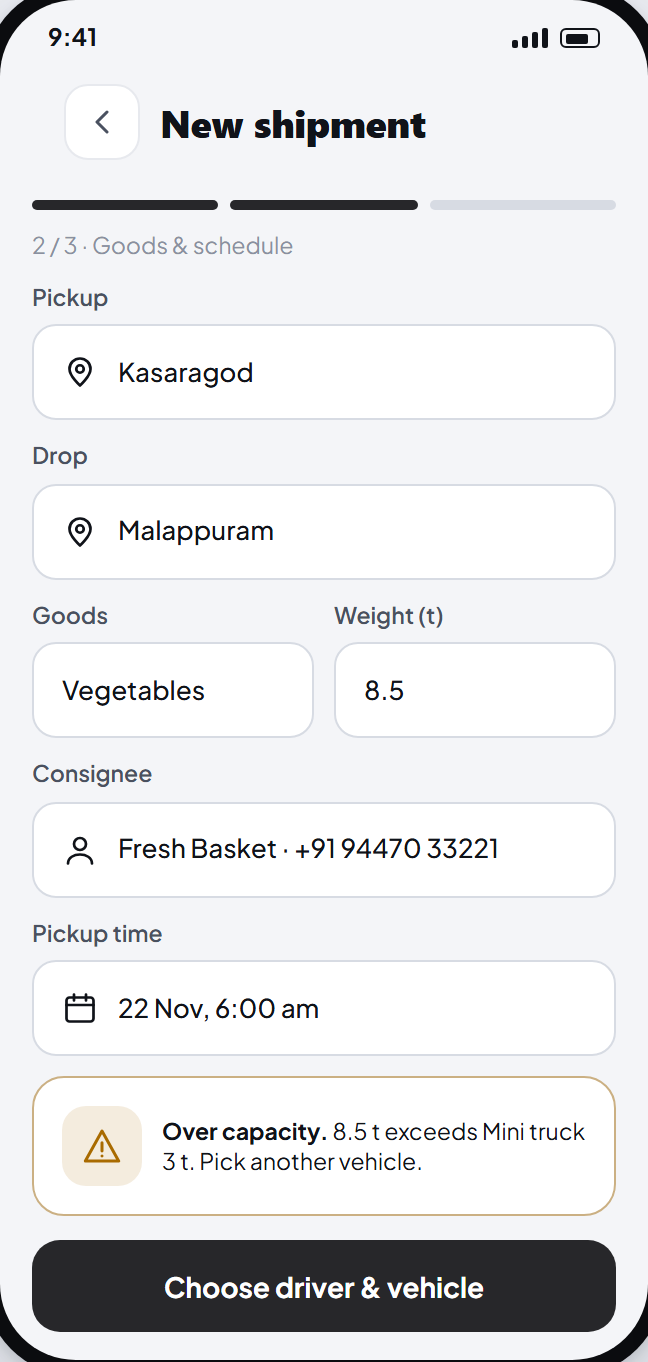 9:41
New shipment
2 / 3 · Goods & schedule
Pickup
Kasaragod
Drop
Malappuram
Goods
Weight (t)
Vegetables
8.5
Consignee
Fresh Basket · +91 94470 33221
Pickup time
22 Nov, 6:00 am
Over capacity. 8.5 t exceeds Mini truck
3 t. Pick another vehicle.
Choose driver & vehicle